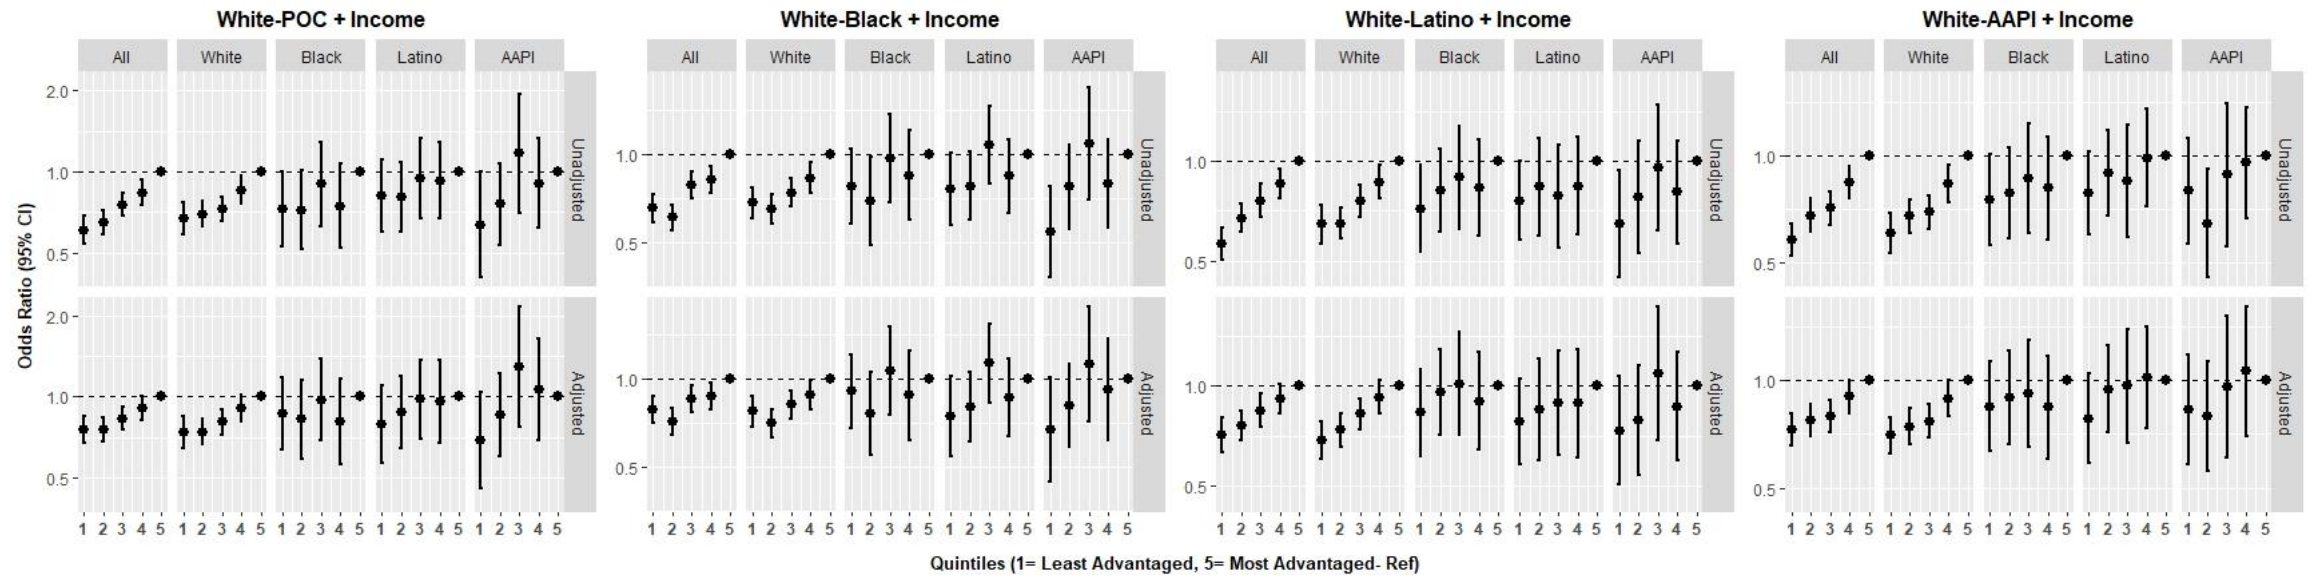 White-POC + Income White-Black + Income White-Latino + Income White-AAPI + Income
All White Black Latino AAPI All White Black Latino AAPI All White Black Latino AAPI All White Black Latino AAPI
Odds Ratio (95% CI)
2.0
1.0
0.5
Unadjusted
1.0
0.5
Unadjusted
1.0
0.5
Unadjusted
1.0
0.5
Unadjusted
2.0
1.0
0.5
Adjusted
1.0
0.5
Adjusted
1.0
0.5
Adjusted
1.0
0.5
Adjusted
1 2 3 4 5 1 2 3 4 5 1 2 3 4 5 1 2 3 4 5 1 2 3 4 5 1 2 3 4 5 1 2 3 4 5 1 2 3 4 5 1 2 3 4 5 1 2 3 4 5 1 2 3 4 5 1 2 3 4 5 1 2 3 4 5 1 2 3 4 5 1 2 3 4 5 1 2 3 4 5 1 2 3 4 5 1 2 3 4 5 1 2 3 4 5 1 2 3 4 5
Quintiles (1= Least Advantaged, 5= Most Advantaged- Ref)